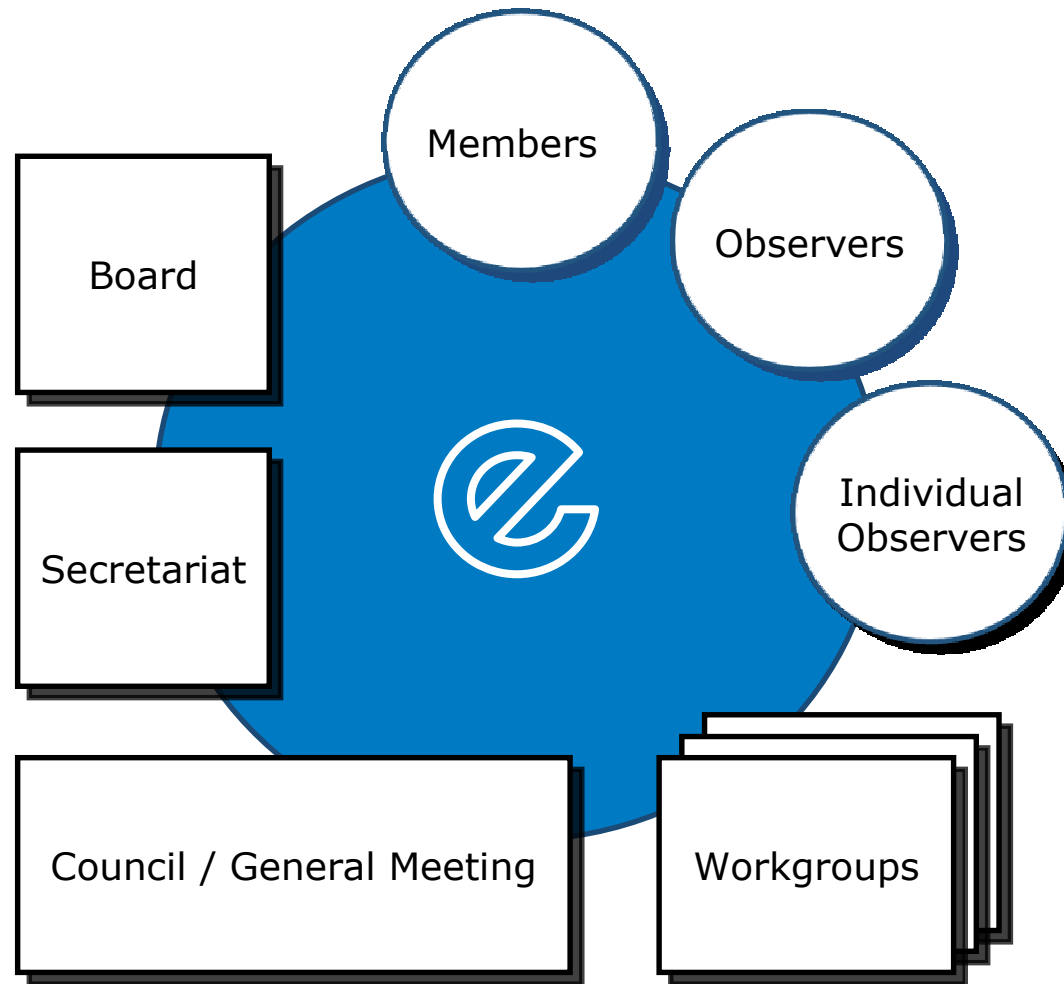 Members
Observers
Board
Individual
Observers
Secretariat
Council / General Meeting
Workgroups